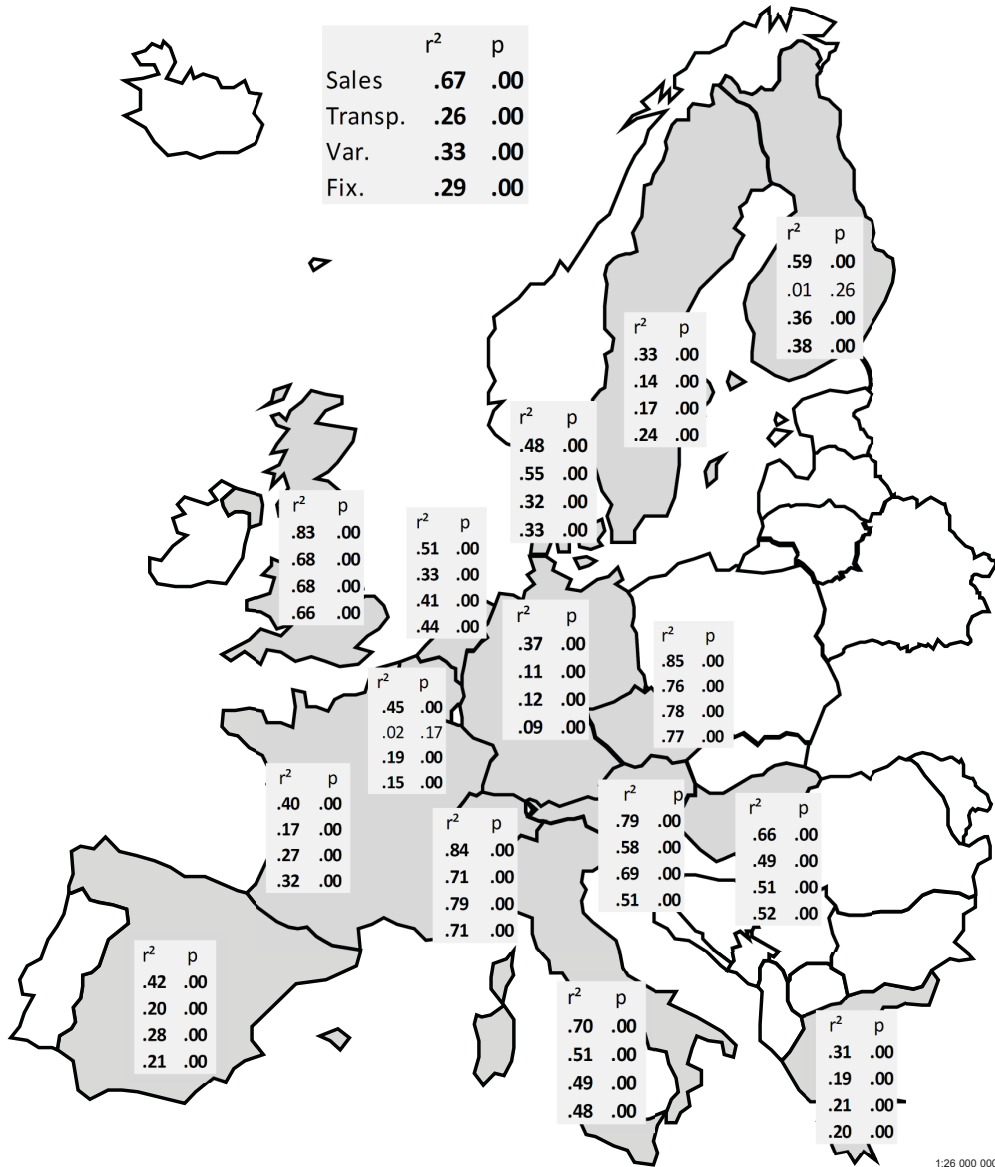 r² p
Sales .67 .00
Transp. .26 .00
Var. .33 .00
Fix. .29 .00
r² p
.59 .00
.01 .26
.36 .00
.38 .00
r² p
.33 .00
.14 .00
.17 .00
.24 .00
r² p
.48 .00
.55 .00
.32 .00
.33 .00
r² p
.83 .00
.68 .00
.68 .00
.66 .00
r² p
.51 .00
.33 .00
.41 .00
.44 .00
r² p
.37 .00
.11 .00
.12 .00
.09 .00
r² p
.85 .00
.76 .00
.78 .00
.77 .00
r² p
.45 .00
.02 .17
.19 .00
.15 .00
r² p
.40 .00
.17 .00
.27 .00
.32 .00
r² p
.84 .00
.71 .00
.79 .00
.71 .00
r² p
.79 .00
.58 .00
.69 .00
.51 .00
r² p
.66 .00
.49 .00
.51 .00
.52 .00
r² p
.42 .00
.20 .00
.28 .00
.21 .00
r² p
.70 .00
.51 .00
.49 .00
.48 .00
r² p
.31 .00
.19 .00
.21 .00
.20 .00
1:26 000 000